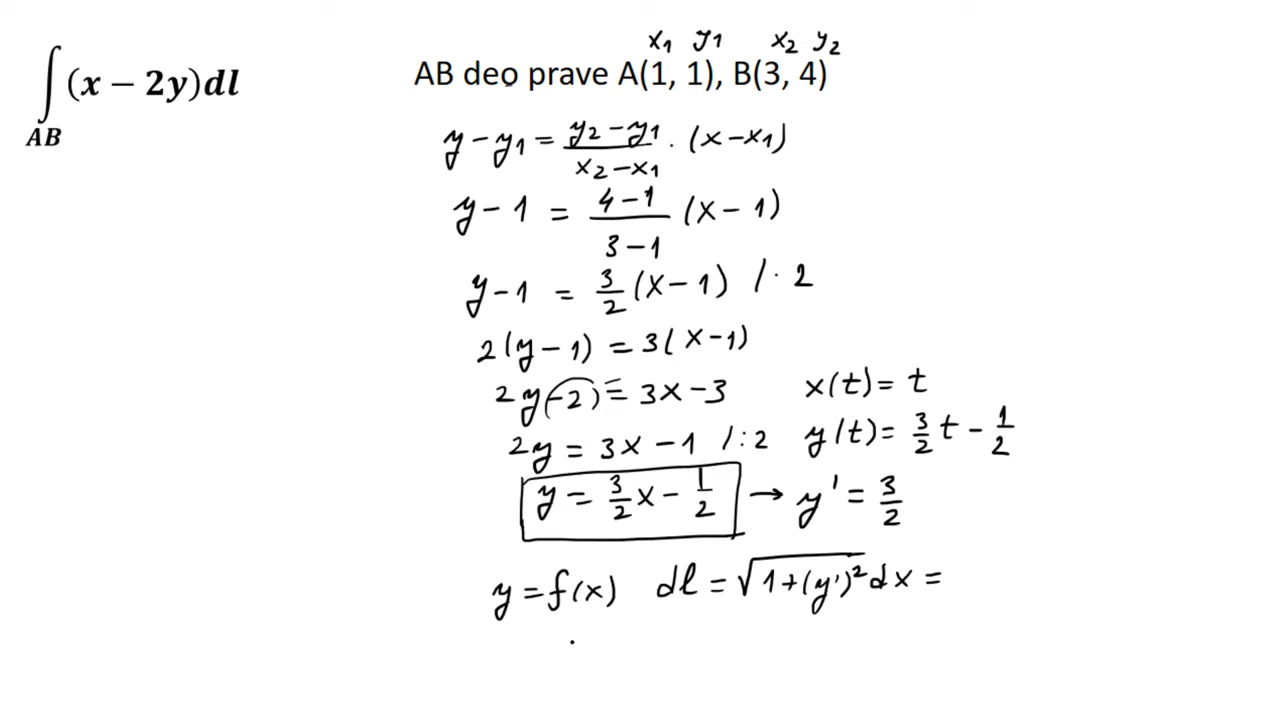 ∫_AB (x − 2y)dl
x1 y1 x2 y2
AB deo prave A(1, 1), B(3, 4)
y − y1 = (y2 − y1)/(x2 − x1) · (x − x1)
y − 1 = (4 − 1)/(3 − 1) (x − 1)
y − 1 = 3/2 (x − 1) / · 2
2(y − 1) = 3(x − 1)
2y − 2 = 3x − 3
x(t) = t
2y = 3x − 1 / : 2
y(t) = 3/2 t − 1/2
y = 3/2 x − 1/2 → y' = 3/2
y = f(x) dl = √(1 + (y')²) dx =